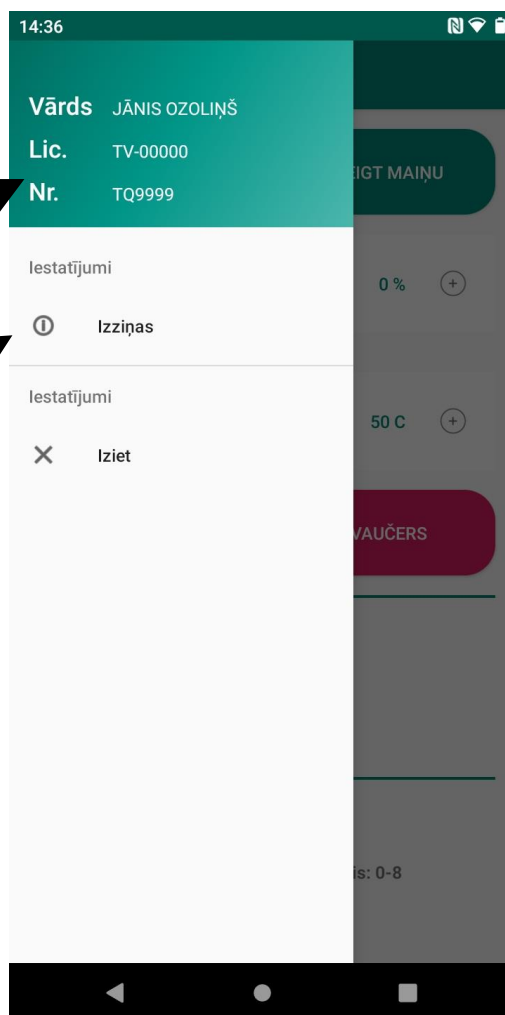 14:36
Vārds JĀNIS OZOLIŅŠ
Lic. TV-00000
Nr. TQ9999
IGT MAIŅU
Iestatījumi
0 %
Izziņas
Iestatījumi
50 C
Iziet
VAUČERS
is: 0-8